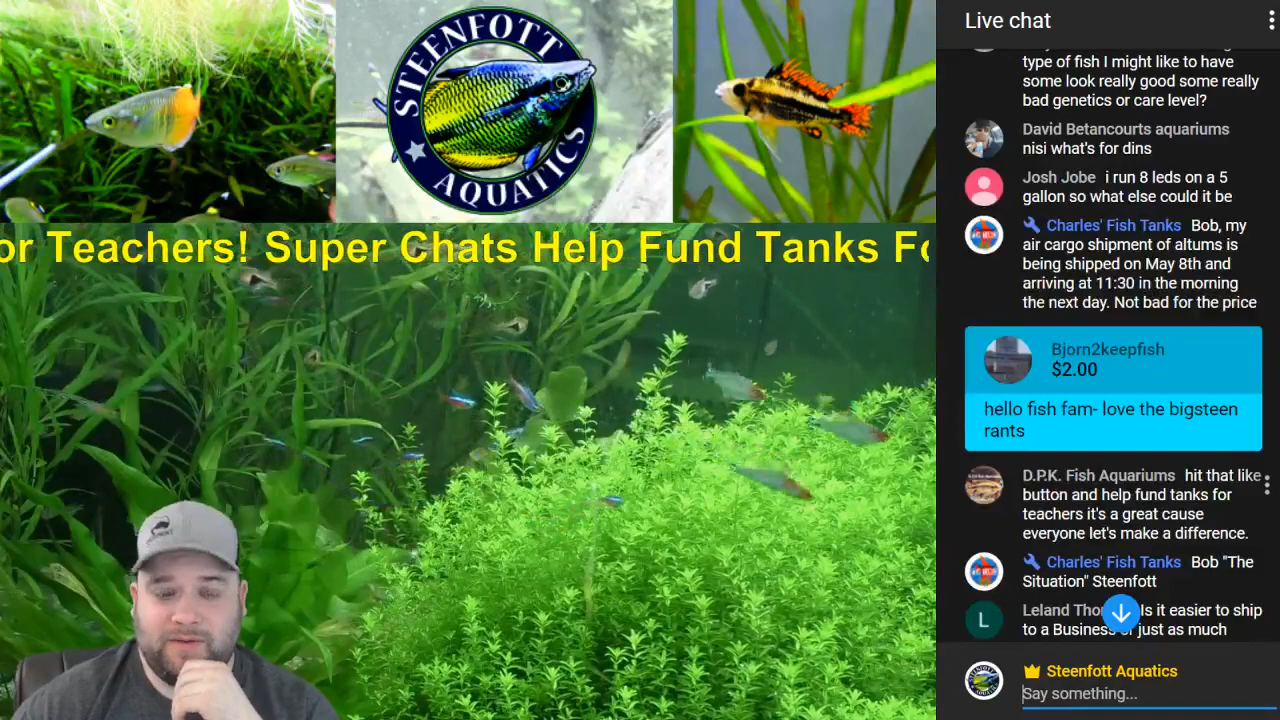 STEENFOTT
AQUATICS
or Teachers! Super Chats Help Fund Tanks Fo
Live chat
type of fish I might like to have
some look really good some really
bad genetics or care level?
David Betancourts aquariums
nisi what's for dins
Josh Jobe i run 8 leds on a 5
gallon so what else could it be
Charles' Fish Tanks Bob, my
air cargo shipment of altums is
being shipped on May 8th and
arriving at 11:30 in the morning
the next day. Not bad for the price
Bjorn2keepfish
$2.00
hello fish fam- love the bigsteen
rants
D.P.K. Fish Aquariums hit that like
button and help fund tanks for
teachers it's a great cause
everyone let's make a difference.
Charles' Fish Tanks Bob "The
Situation" Steenfott
Leland Is it easier to ship
to a Business or just as much
Steenfott Aquatics
Say something...